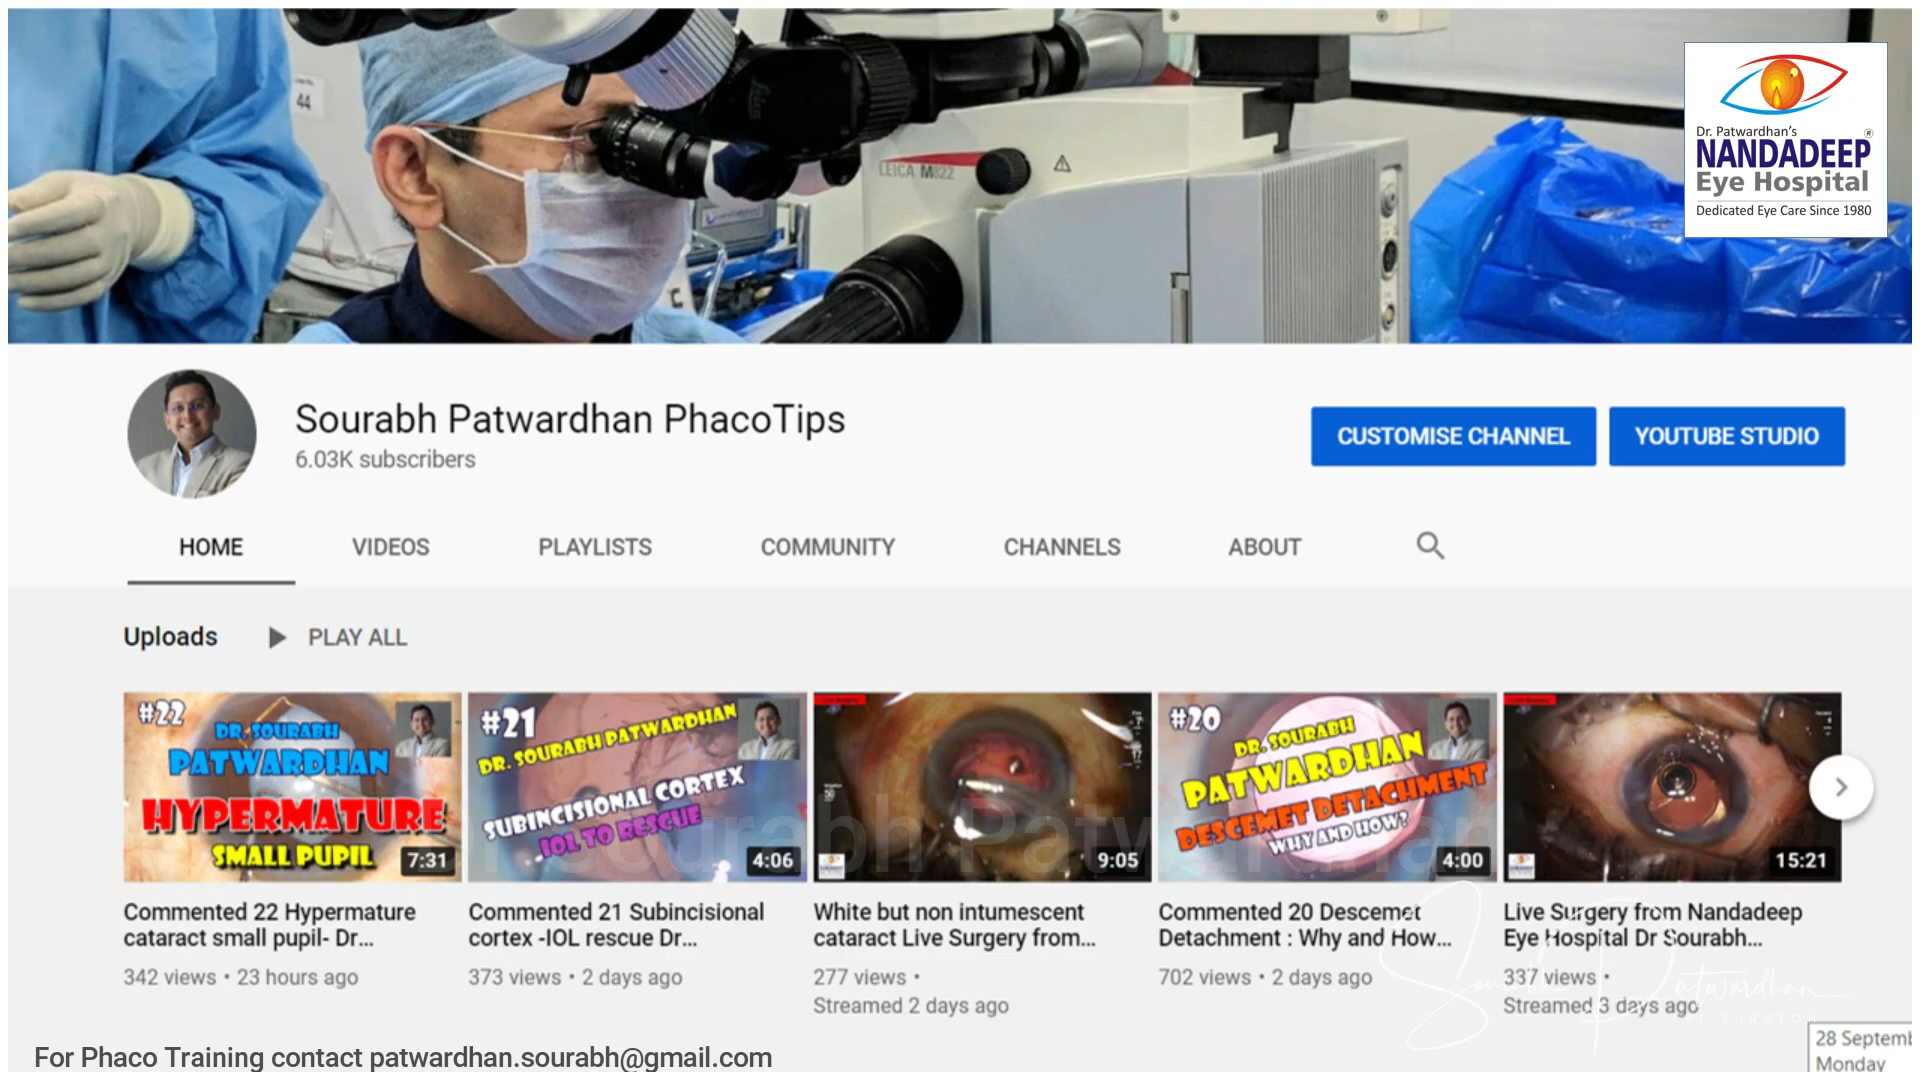 44
LEICA M822
Dr. Patwardhan's
NANDADEEP ®
Eye Hospital
Dedicated Eye Care Since 1980
Sourabh Patwardhan PhacoTips
6.03K subscribers
CUSTOMISE CHANNEL
YOUTUBE STUDIO
HOME VIDEOS PLAYLISTS COMMUNITY CHANNELS ABOUT
Uploads PLAY ALL
#22
DR. SOURABH
PATWARDHAN
HYPERMATURE
SMALL PUPIL
7:31
#21
DR. SOURABH PATWARDHAN
SUBINCISIONAL CORTEX
IOL TO RESCUE
4:06
9:05
#20
DR. SOURABH
PATWARDHAN
DESCEMET DETACHMENT
WHY AND HOW?
4:00
15:21
Sourabh Patwardhan
Commented 22 Hypermature
cataract small pupil- Dr...
342 views • 23 hours ago
Commented 21 Subincisional
cortex -IOL rescue Dr...
373 views • 2 days ago
White but non intumescent
cataract Live Surgery from...
277 views •
Streamed 2 days ago
Commented 20 Descemet
Detachment : Why and How...
702 views • 2 days ago
Live Surgery from Nandadeep
Eye Hospital Dr Sourabh...
337 views •
Streamed 3 days ago
Sourabh Patwardhan
SURGEON
For Phaco Training contact patwardhan.sourabh@gmail.com
28 Septemb
Monday